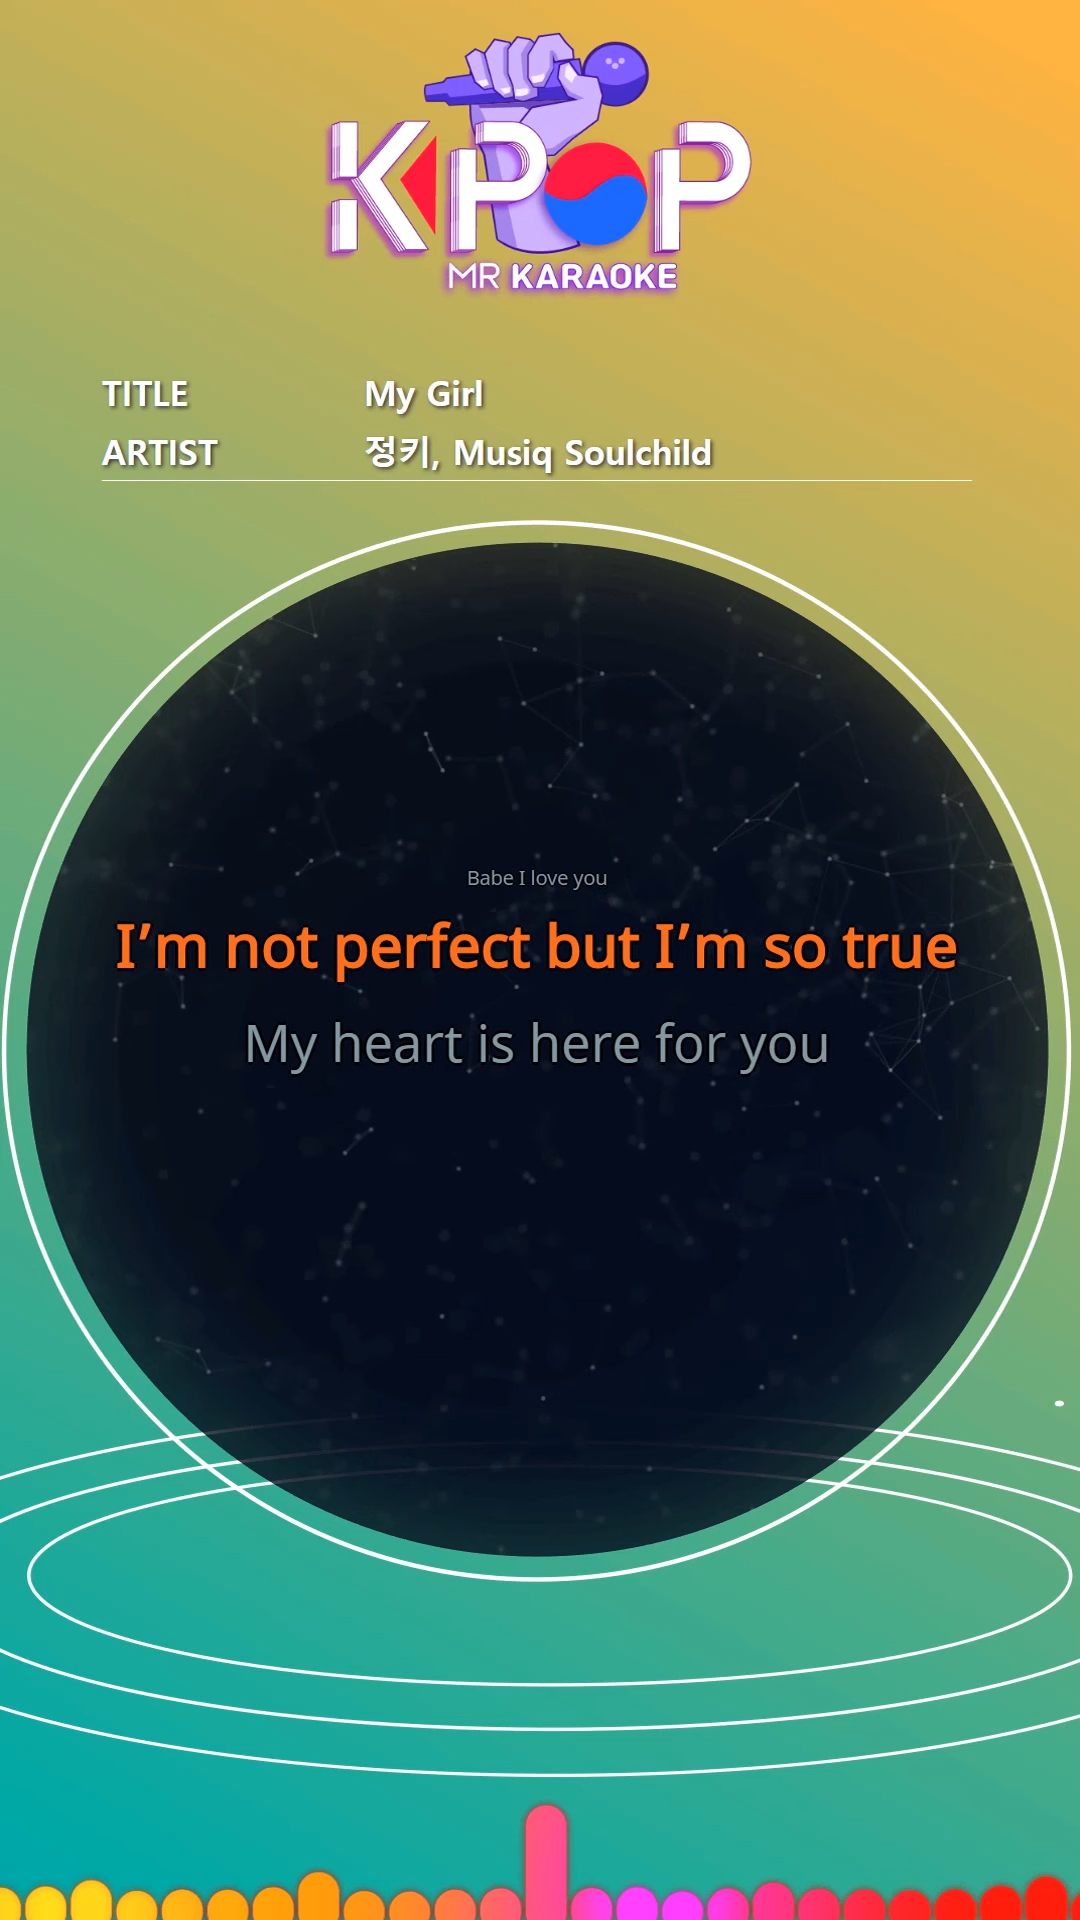 KPOP
MR KARAOKE
TITLE My Girl
ARTIST 정키, Musiq Soulchild
Babe I love you
I’m not perfect but I’m so true
My heart is here for you